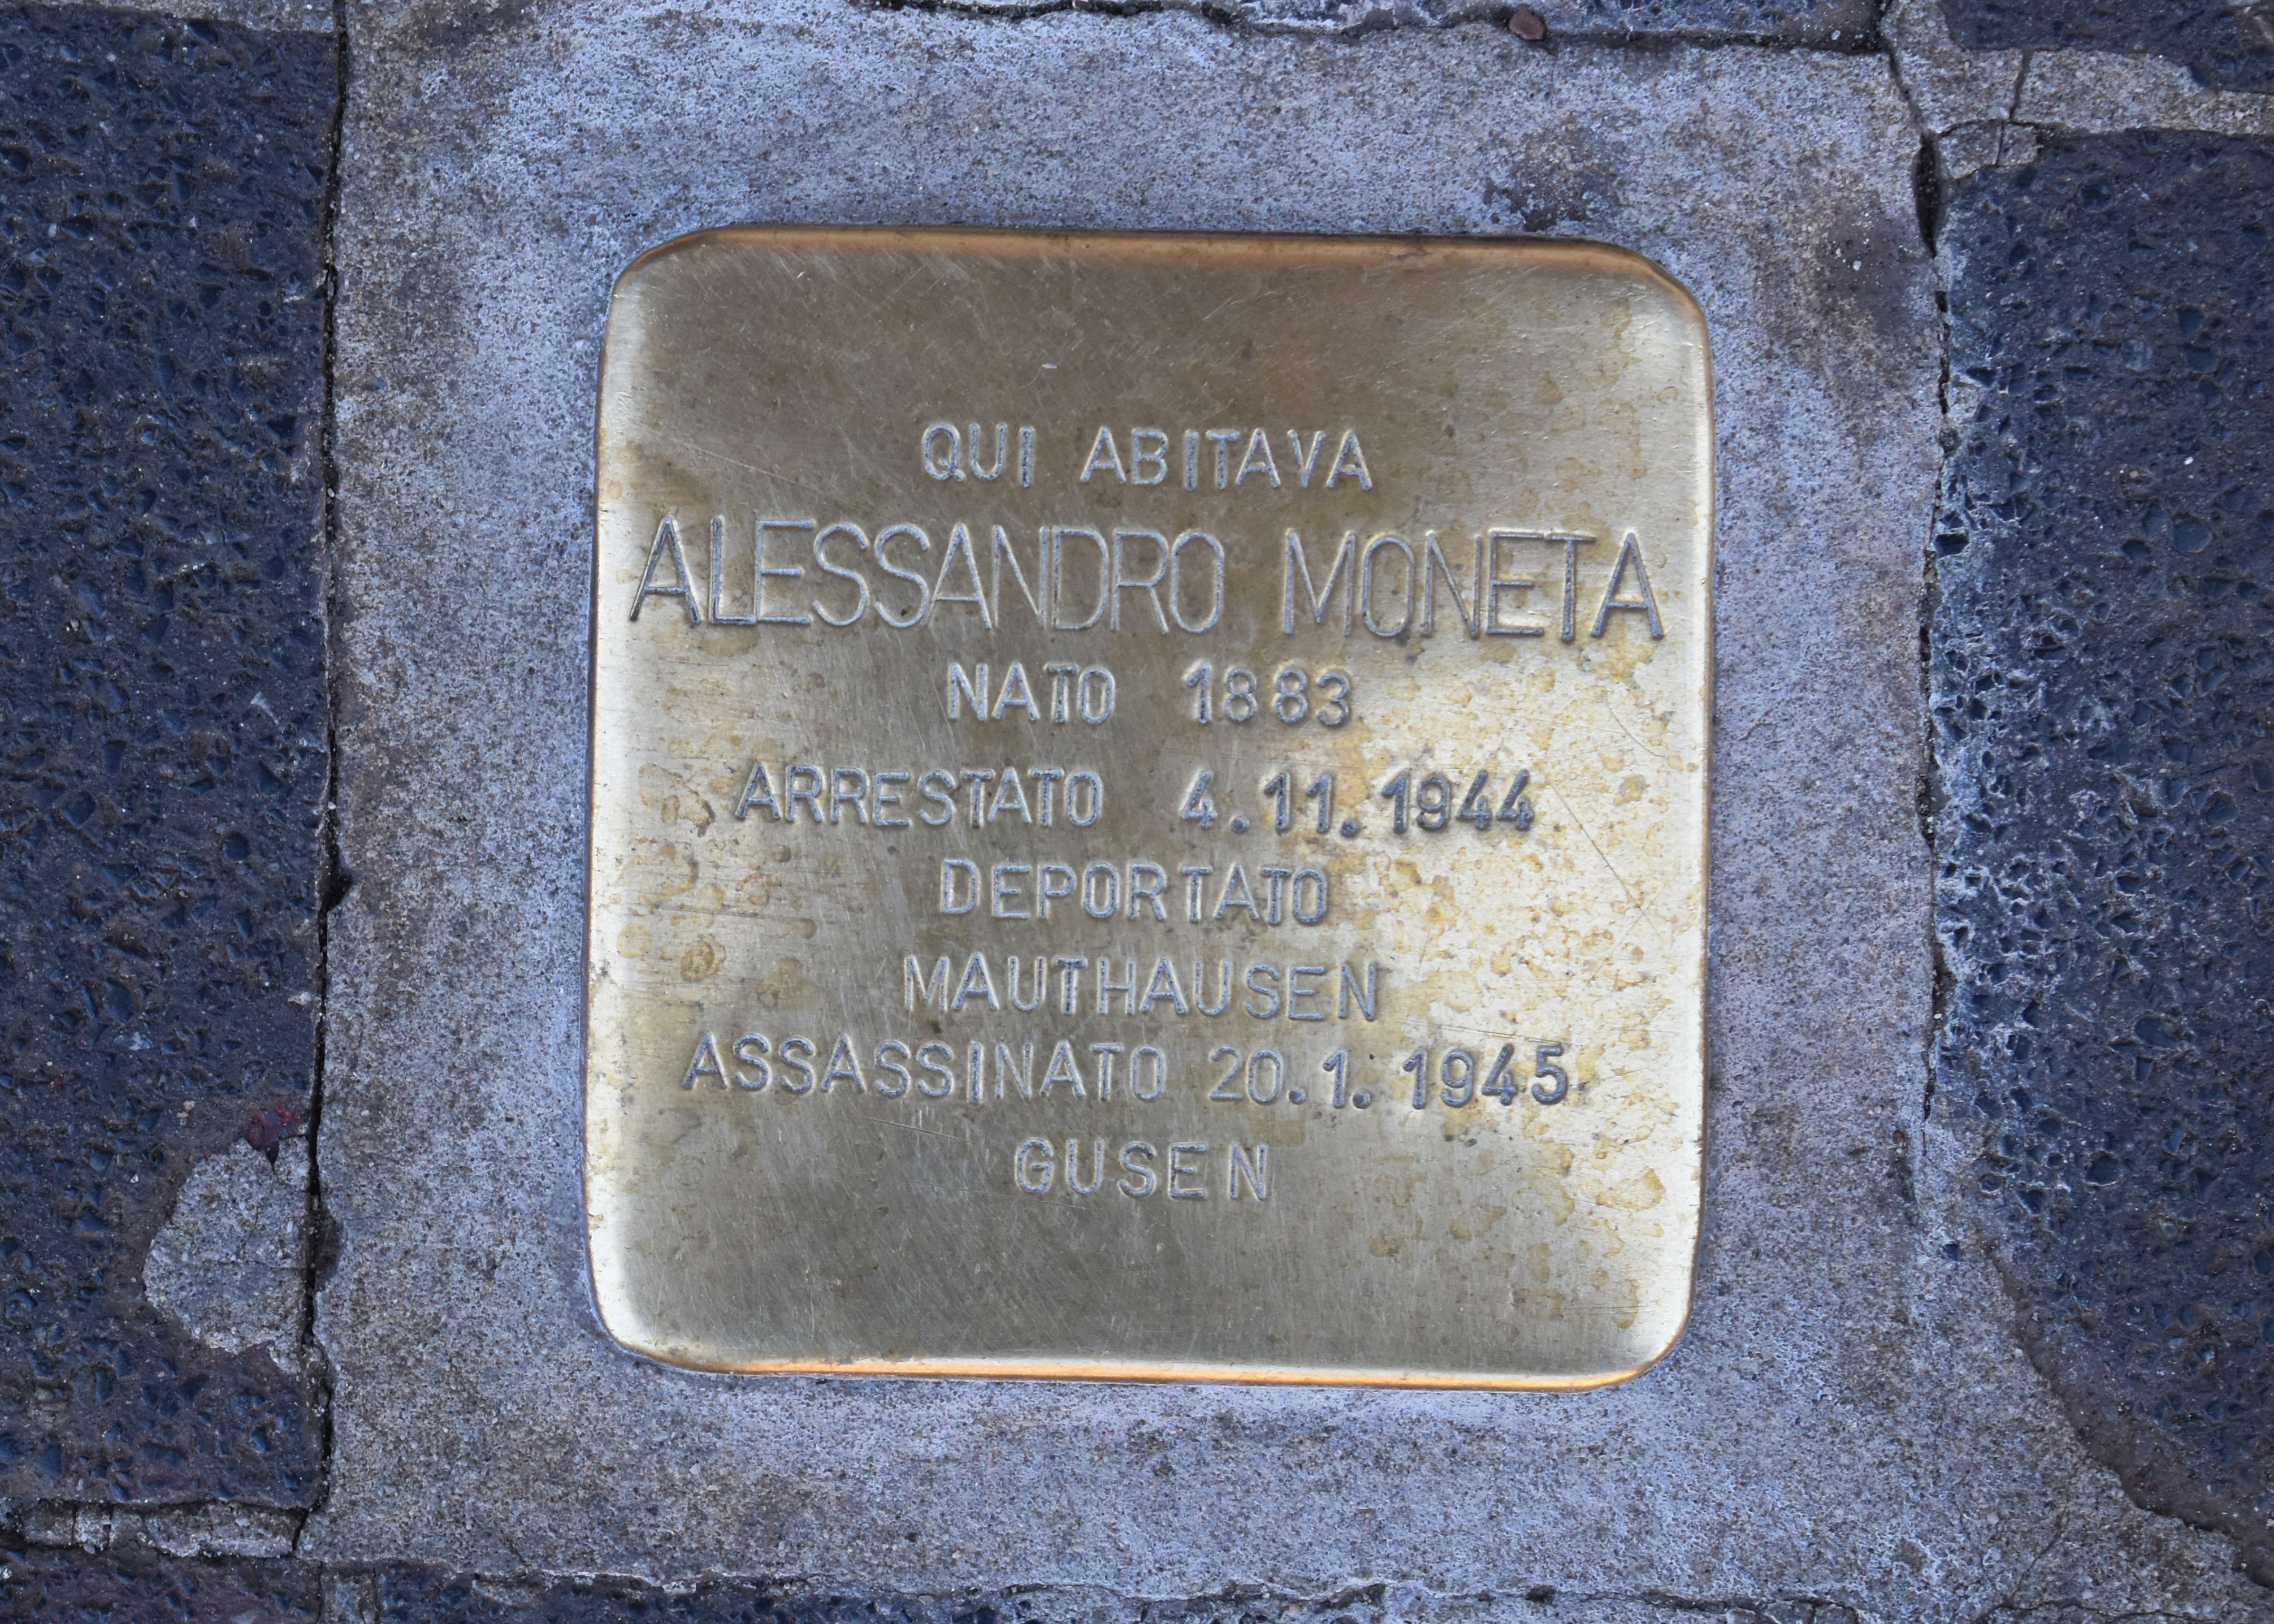 QUI ABITAVA
ALESSANDRO MONETA
NATO 1883
ARRESTATO 4.11.1944
DEPORTATO
MAUTHAUSEN
ASSASSINATO 20.1.1945
GUSEN